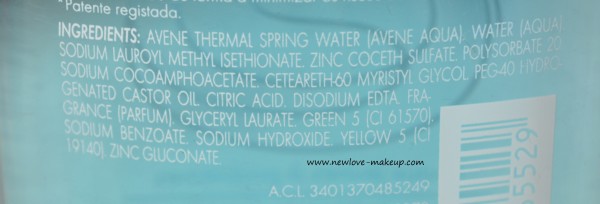 Patente registada.
INGREDIENTS: AVENE THERMAL SPRING WATER (AVENE AQUA). WATER (AQUA).
SODIUM LAUROYL METHYL ISETHIONATE. ZINC COCETH SULFATE. POLYSORBATE 20.
SODIUM COCOAMPHOACETATE. CETEARETH-60 MYRISTYL GLYCOL. PEG-40 HYDRO-
GENATED CASTOR OIL. CITRIC ACID. DISODIUM EDTA. FRA-
GRANCE (PARFUM). GLYCERYL LAURATE. GREEN 5 (CI 61570).
SODIUM BENZOATE. SODIUM HYDROXIDE. YELLOW 5 (CI
19140). ZINC GLUCONATE.
www.newlove-makeup.com
A.C.L. 3401370485249
55529